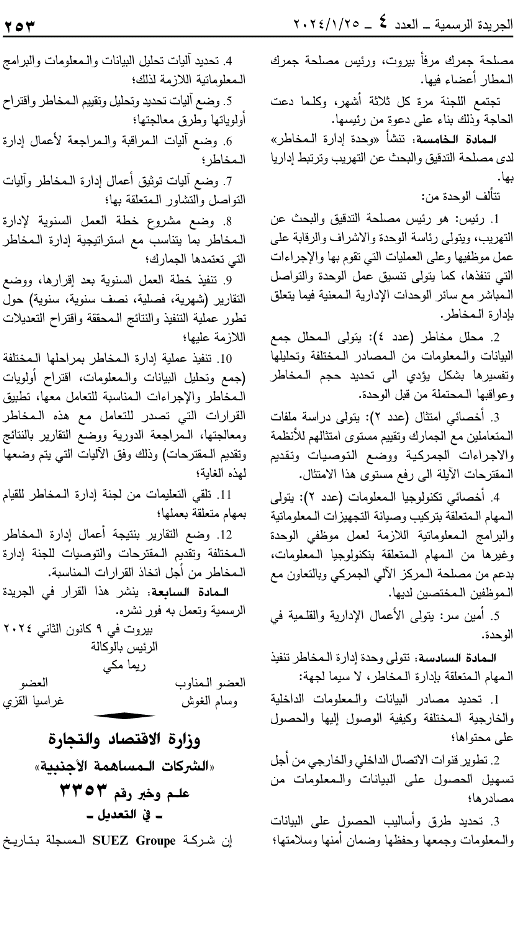 الجريدة الرسمية ــ العدد ٤ ــ ٢٠٢٤/١/٢٥
٢٥٣
مصلحة جمرك مرفأ بيروت، ورئيس مصلحة جمرك
المطار أعضاء فيها.
تجتمع اللجنة مرة كل ثلاثة أشهر، وكلما دعت
الحاجة وذلك بناء على دعوة من رئيسها.
المادة الخامسة: تنشأ «وحدة إدارة المخاطر»
لدى مصلحة التدقيق والبحث عن التهريب وترتبط إداريا
بها.
تتألف الوحدة من:
1. رئيس: هو رئيس مصلحة التدقيق والبحث عن
التهريب، ويتولى رئاسة الوحدة والاشراف والرقابة على
عمل موظفيها وعلى العمليات التي تقوم بها والإجراءات
التي تنفذها، كما يتولى تنسيق عمل الوحدة والتواصل
المباشر مع سائر الوحدات الإدارية المعنية فيما يتعلق
بإدارة المخاطر.
2. محلل مخاطر (عدد ٤): يتولى المحلل جمع
البيانات والمعلومات من المصادر المختلفة وتحليلها
وتفسيرها بشكل يؤدي الى تحديد حجم المخاطر
وعواقبها المحتملة من قبل الوحدة.
3. أخصائي امتثال (عدد ٢): يتولى دراسة ملفات
المتعاملين مع الجمارك وتقييم مستوى امتثالهم للأنظمة
والاجراءات الجمركية ووضع التوصيات وتقديم
المقترحات الآيلة الى رفع مستوى هذا الامتثال.
4. أخصائي تكنولوجيا المعلومات (عدد ٢): يتولى
المهام المتعلقة بتركيب وصيانة التجهيزات المعلوماتية
والبرامج المعلوماتية اللازمة لعمل موظفي الوحدة
وغيرها من المهام المتعلقة بتكنولوجيا المعلومات،
بدعم من مصلحة المركز الآلي الجمركي وبالتعاون مع
الموظفين المختصين لديها.
5. أمين سر: يتولى الأعمال الإدارية والقلمية في
الوحدة.
المادة السادسة: تتولى وحدة إدارة المخاطر تنفيذ
المهام المتعلقة بإدارة المخاطر، لا سيما لجهة:
1. تحديد مصادر البيانات والمعلومات الداخلية
والخارجية المختلفة وكيفية الوصول إليها والحصول
على محتواها؛
2. تطوير قنوات الاتصال الداخلي والخارجي من أجل
تسهيل الحصول على البيانات والمعلومات من
مصادرها؛
3. تحديد طرق وأساليب الحصول على البيانات
والمعلومات وجمعها وحفظها وضمان أمنها وسلامتها؛
4. تحديد آليات تحليل البيانات والمعلومات والبرامج
المعلوماتية اللازمة لذلك؛
5. وضع آليات تحديد وتحليل وتقييم المخاطر واقتراح
أولوياتها وطرق معالجتها؛
6. وضع آليات المراقبة والمراجعة لأعمال إدارة
المخاطر؛
7. وضع آليات توثيق أعمال إدارة المخاطر وآليات
التواصل والتشاور المتعلقة بها؛
8. وضع مشروع خطة العمل السنوية لإدارة
المخاطر بما يتناسب مع استراتيجية إدارة المخاطر
التي تعتمدها الجمارك؛
9. تنفيذ خطة العمل السنوية بعد إقرارها، ووضع
التقارير (شهرية، فصلية، نصف سنوية، سنوية) حول
تطور عملية التنفيذ والنتائج المحققة واقتراح التعديلات
اللازمة عليها؛
10. تنفيذ عملية إدارة المخاطر بمراحلها المختلفة
(جمع وتحليل البيانات والمعلومات، اقتراح أولويات
المخاطر والإجراءات المناسبة للتعامل معها، تطبيق
القرارات التي تصدر للتعامل مع هذه المخاطر
ومعالجتها، المراجعة الدورية ووضع التقارير بالنتائج
وتقديم المقترحات) وذلك وفق الآليات التي يتم وضعها
لهذه الغاية؛
11. تلقي التعليمات من لجنة إدارة المخاطر للقيام
بمهام متعلقة بعملها؛
12. وضع التقارير بنتيجة أعمال إدارة المخاطر
المختلفة وتقديم المقترحات والتوصيات للجنة إدارة
المخاطر من أجل اتخاذ القرارات المناسبة.
المادة السابعة: ينشر هذا القرار في الجريدة
الرسمية وتعمل به فور نشره.
بيروت في ٩ كانون الثاني ٢٠٢٤
الرئيس بالوكالة
ريما مكي
العضو المناوب العضو
وسام الغوش غراسيا القزي
وزارة الاقتصاد والتجارة
«الشركات المساهمة الأجنبية»
علم وخبر رقم ٣٣٥٣
ــ في التعديل ــ
إن شركة SUEZ Groupe المسجلة بتاريخ